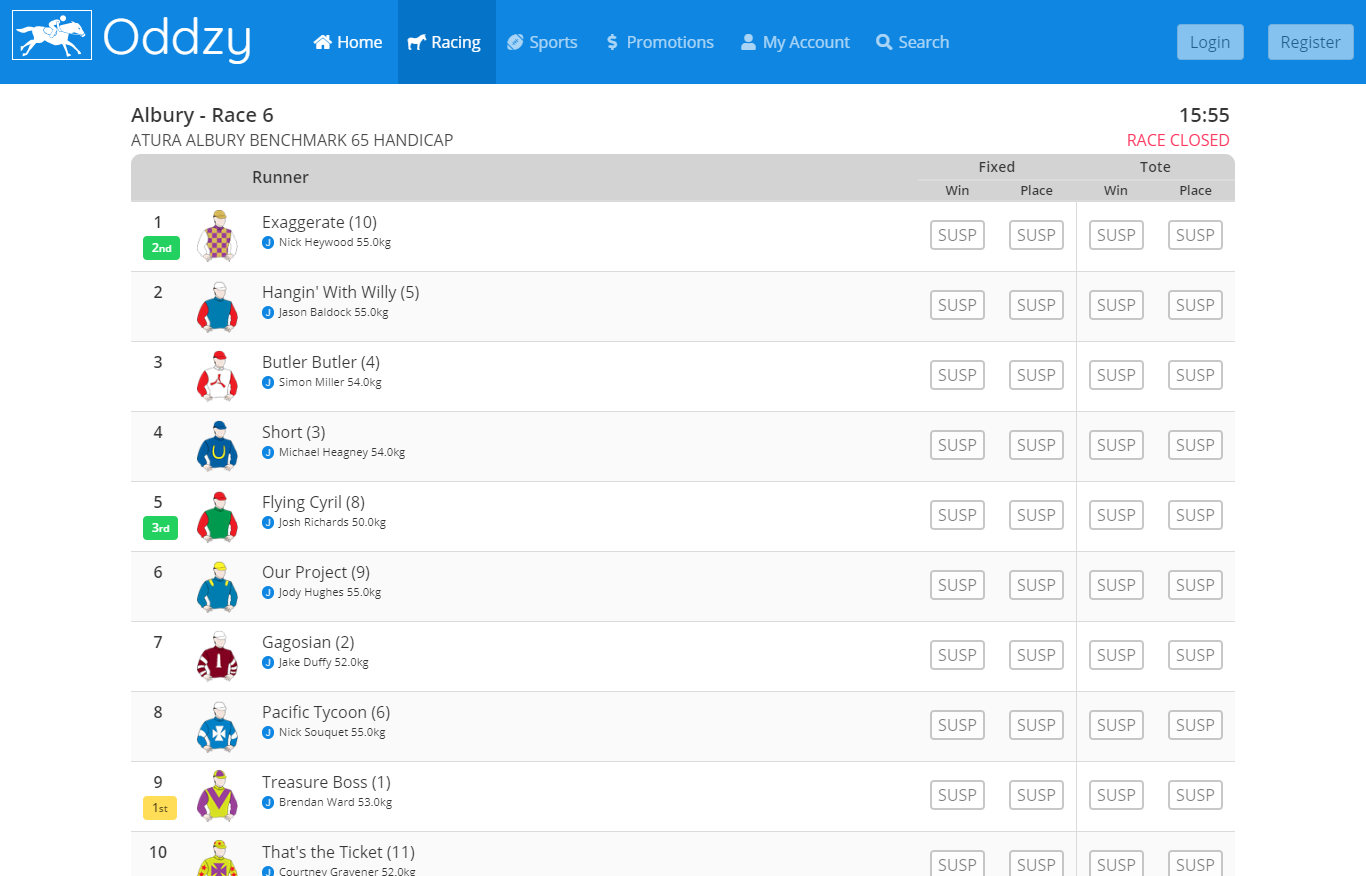 Oddzy
Home
Racing
Sports
Promotions
My Account
Search
Login
Register
Albury - Race 6
15:55
ATURA ALBURY BENCHMARK 65 HANDICAP
RACE CLOSED
Runner
Fixed
Tote
Win
Place
Win
Place
1
2nd
Exaggerate (10)
J Nick Heywood 55.0kg
SUSP SUSP SUSP SUSP
2
Hangin' With Willy (5)
J Jason Baldock 55.0kg
SUSP SUSP SUSP SUSP
3
Butler Butler (4)
J Simon Miller 54.0kg
SUSP SUSP SUSP SUSP
4
Short (3)
J Michael Heagney 54.0kg
SUSP SUSP SUSP SUSP
5
3rd
Flying Cyril (8)
J Josh Richards 50.0kg
SUSP SUSP SUSP SUSP
6
Our Project (9)
J Jody Hughes 55.0kg
SUSP SUSP SUSP SUSP
7
Gagosian (2)
J Jake Duffy 52.0kg
SUSP SUSP SUSP SUSP
8
Pacific Tycoon (6)
J Nick Souquet 55.0kg
SUSP SUSP SUSP SUSP
9
1st
Treasure Boss (1)
J Brendan Ward 53.0kg
SUSP SUSP SUSP SUSP
10
That's the Ticket (11)
J Courtney Gravener 52.0kg
SUSP SUSP SUSP SUSP